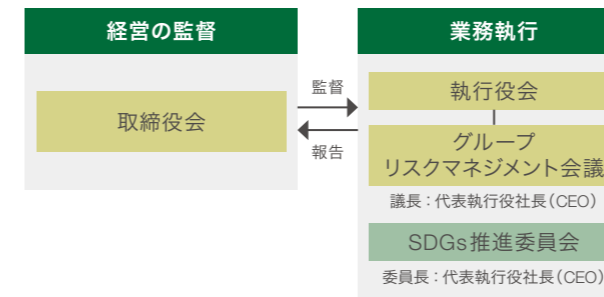 経営の監督
取締役会
監督
報告
業務執行
執行役会
グループ
リスクマネジメント会議
議長：代表執行役社長（CEO）
SDGs推進委員会
委員長：代表執行役社長（CEO）